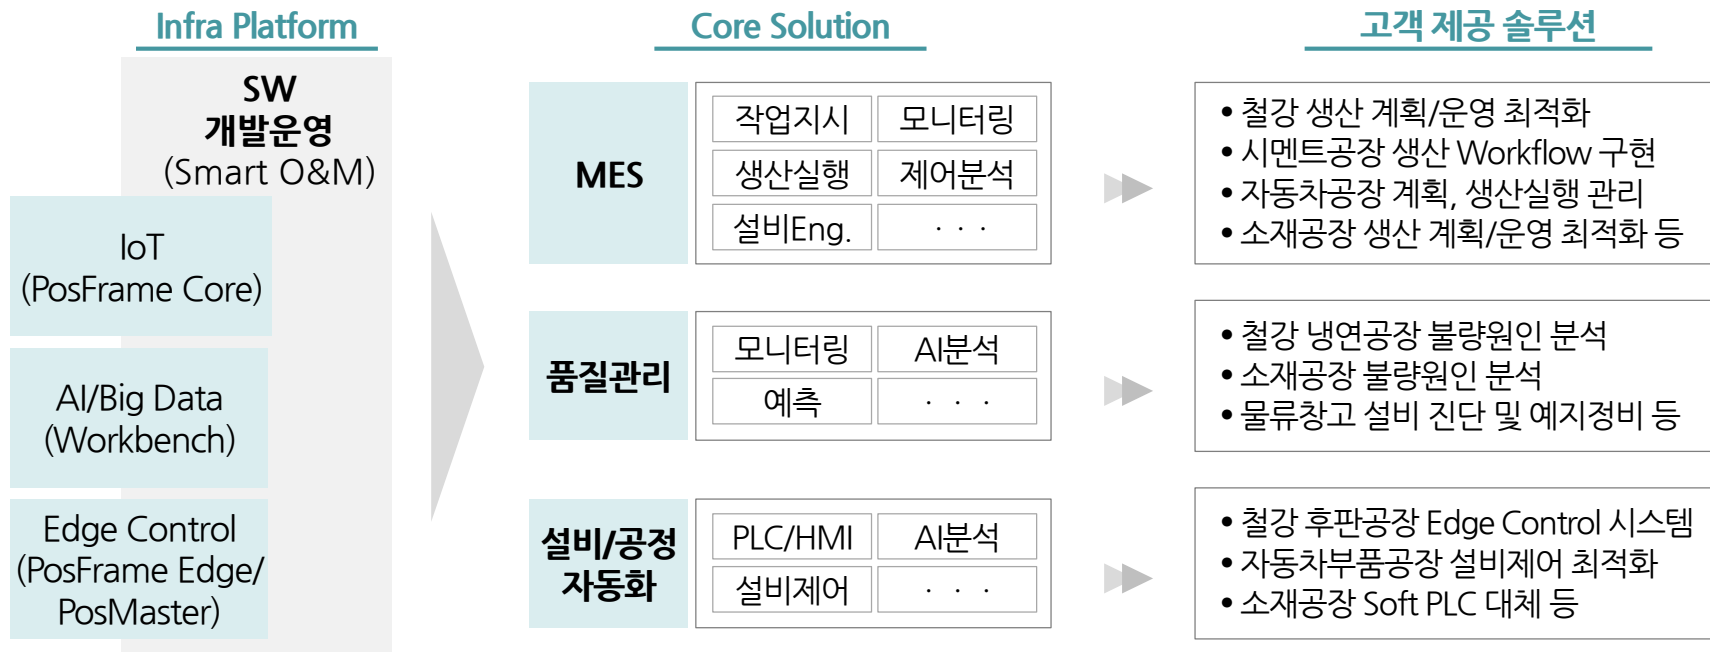 Infra Platform
SW
개발운영
(Smart O&M)
IoT
(PosFrame Core)
AI/Big Data
(Workbench)
Edge Control
(PosFrame Edge/
PosMaster)
Core Solution
MES
작업지시 모니터링
생산실행 제어분석
설비Eng. · · ·
품질관리
모니터링 AI분석
예측 · · ·
설비/공정
자동화
PLC/HMI AI분석
설비제어 · · ·
고객 제공 솔루션
• 철강 생산 계획/운영 최적화
• 시멘트공장 생산 Workflow 구현
• 자동차공장 계획, 생산실행 관리
• 소재공장 생산 계획/운영 최적화 등
• 철강 냉연공장 불량원인 분석
• 소재공장 불량원인 분석
• 물류창고 설비 진단 및 예지정비 등
• 철강 후판공장 Edge Control 시스템
• 자동차부품공장 설비제어 최적화
• 소재공장 Soft PLC 대체 등